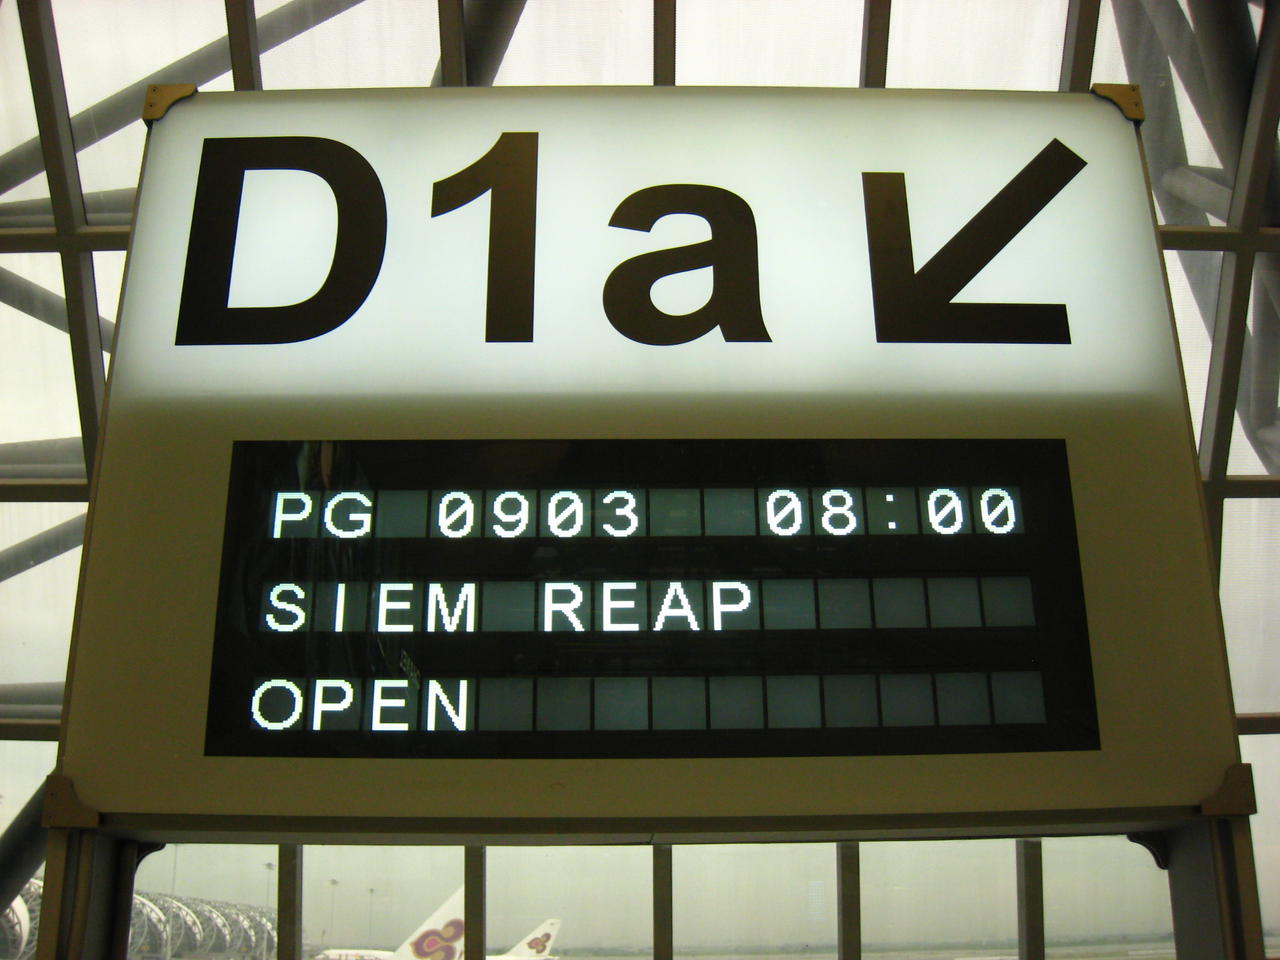 D1a
PG 0903 08:00
SIEM REAP
OPEN